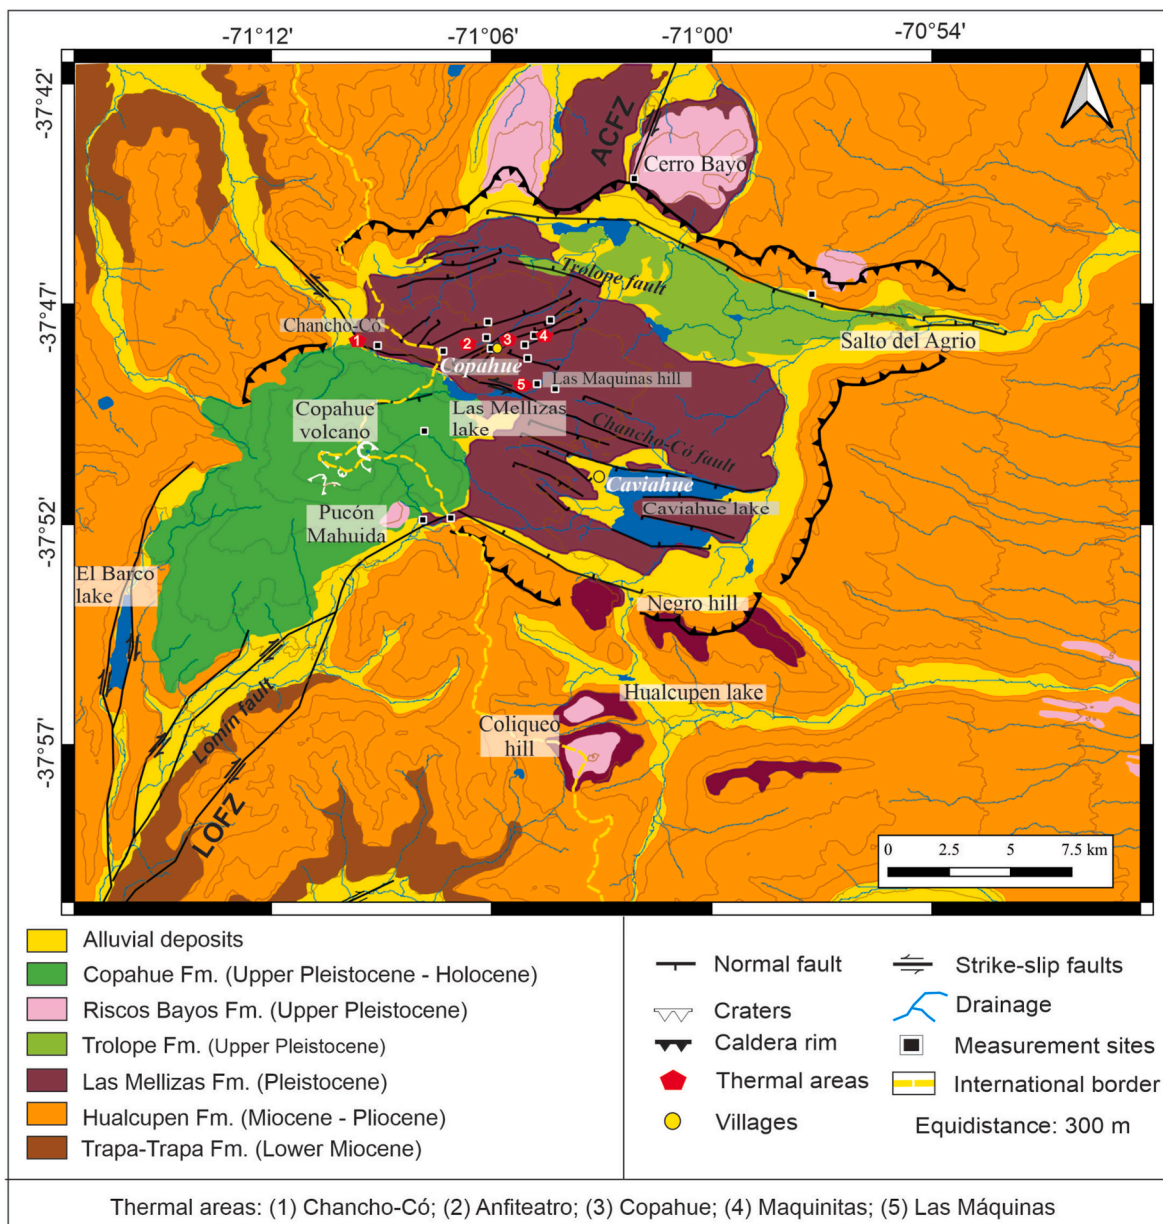 -71°12'
-71°06'
-71°00'
-70°54'
-37°42'
ACFZ
Cerro Bayo
Trolope fault
-37°47'
Chancho-Có
1
2
3
4
Salto del Agrio
Copahue
5
Las Maquinas hill
Copahue
volcano
Las Mellizas
lake
Chancho-Có fault
Caviahue
Caviahue lake
-37°52'
Pucón
Mahuida
El Barco
lake
Negro hill
Hualcupen lake
Lomin fault
Coliqueo
hill
-37°57'
LOFZ
0 2.5 5 7.5 km
Alluvial deposits
Copahue Fm. (Upper Pleistocene - Holocene)
Riscos Bayos Fm. (Upper Pleistocene)
Trolope Fm. (Upper Pleistocene)
Las Mellizas Fm. (Pleistocene)
Hualcupen Fm. (Miocene - Pliocene)
Trapa-Trapa Fm. (Lower Miocene)
Normal fault
Craters
Caldera rim
Thermal areas
Villages
Strike-slip faults
Drainage
Measurement sites
International border
Equidistance: 300 m
Thermal areas: (1) Chancho-Có; (2) Anfiteatro; (3) Copahue; (4) Maquinitas; (5) Las Máquinas